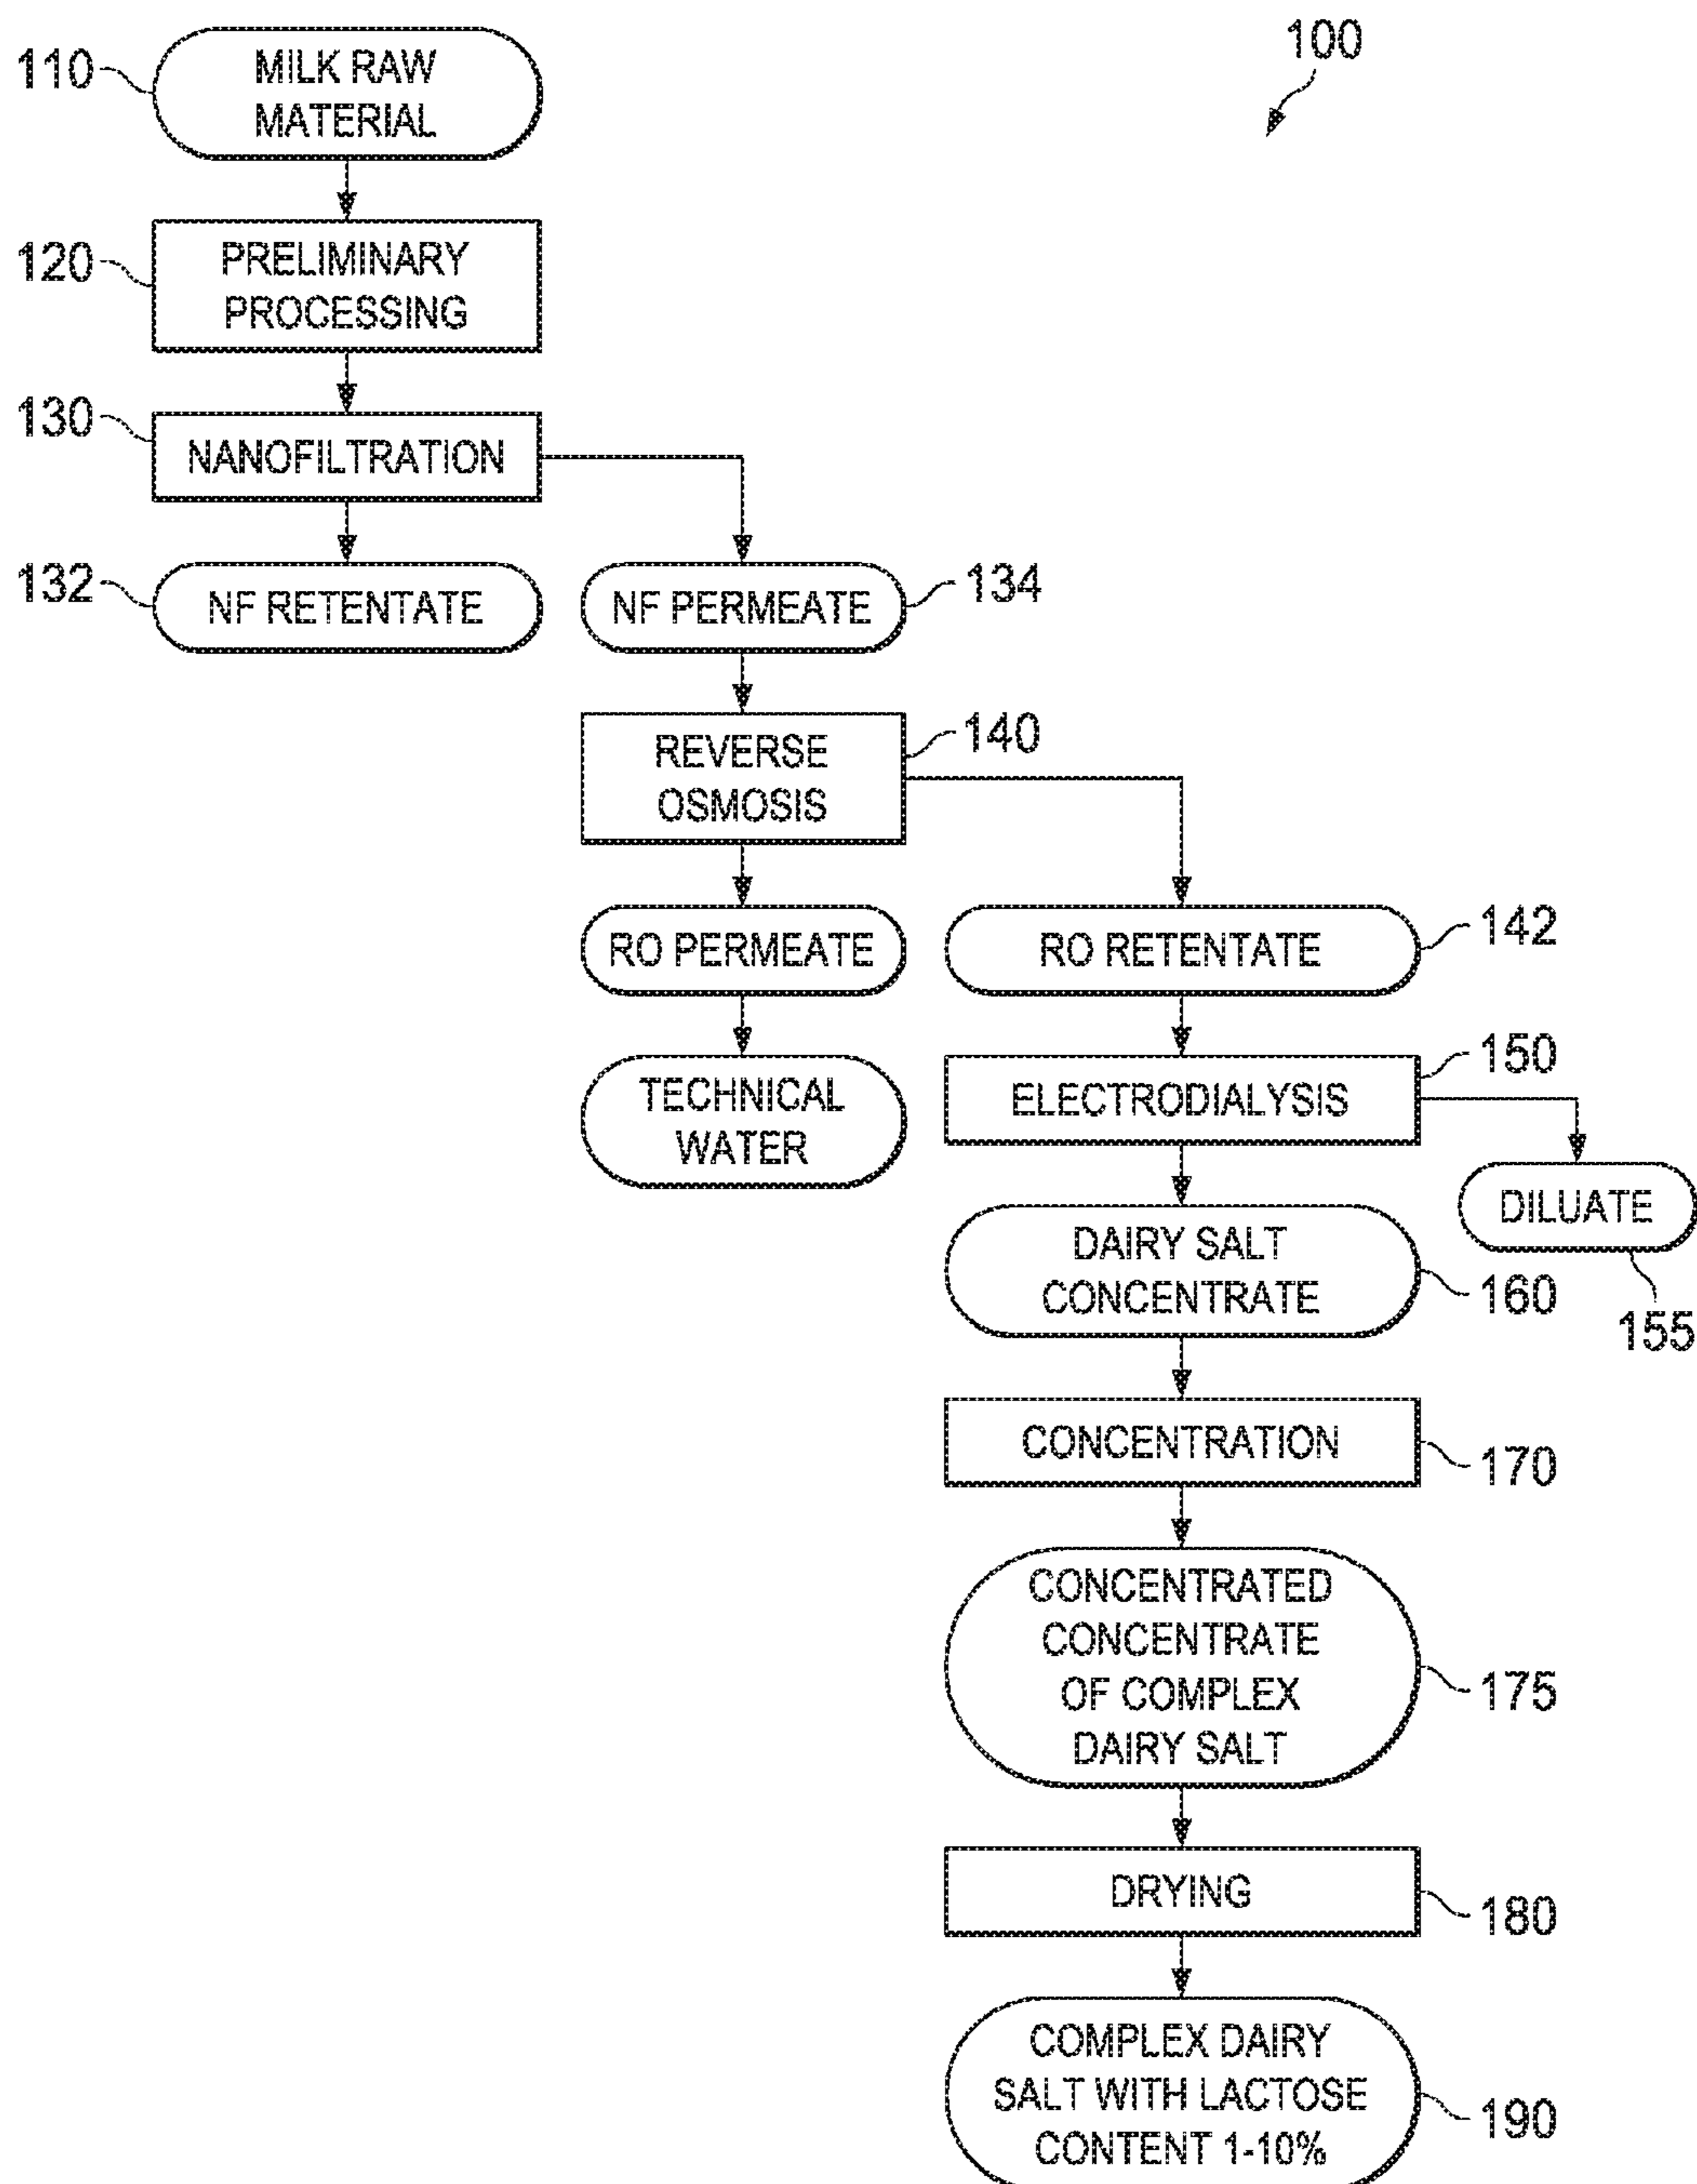 100
110
MILK RAW
MATERIAL
120
PRELIMINARY
PROCESSING
130
NANOFILTRATION
132
NF RETENTATE
NF PERMEATE
134
REVERSE
OSMOSIS
140
RO PERMEATE
RO RETENTATE
142
TECHNICAL
WATER
ELECTRODIALYSIS
150
DILUATE
155
DAIRY SALT
CONCENTRATE
160
CONCENTRATION
170
CONCENTRATED
CONCENTRATE
OF COMPLEX
DAIRY SALT
175
DRYING
180
COMPLEX DAIRY
SALT WITH LACTOSE
CONTENT 1-10%
190